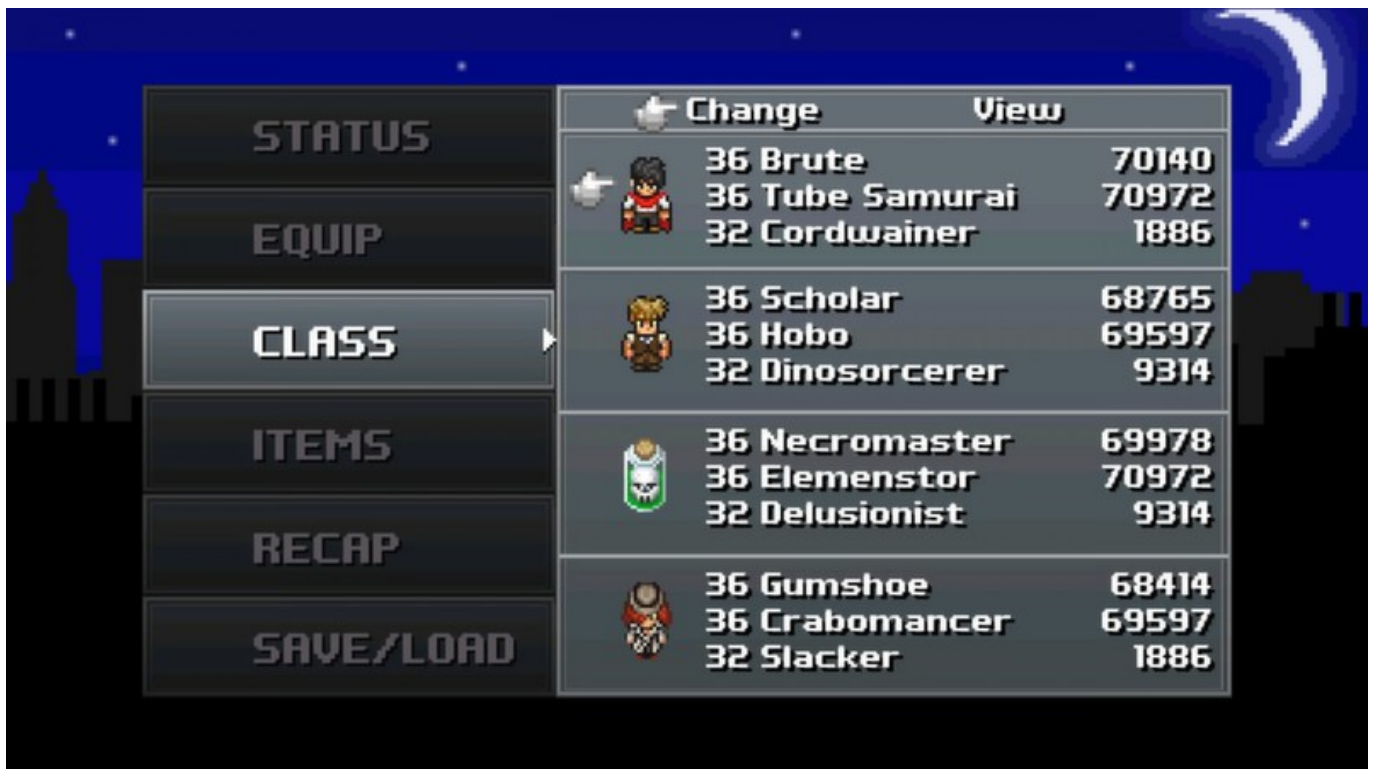 STATUS
EQUIP
CLASS
ITEMS
RECAP
SAVE/LOAD
Change View
36 Brute 70140
36 Tube Samurai 70972
32 Cordwainer 1886
36 Scholar 68765
36 Hobo 69597
32 Dinosorcerer 9314
36 Necromaster 69978
36 Elemenstor 70972
32 Delusionist 9314
36 Gumshoe 68414
36 Crabomancer 69597
32 Slacker 1886